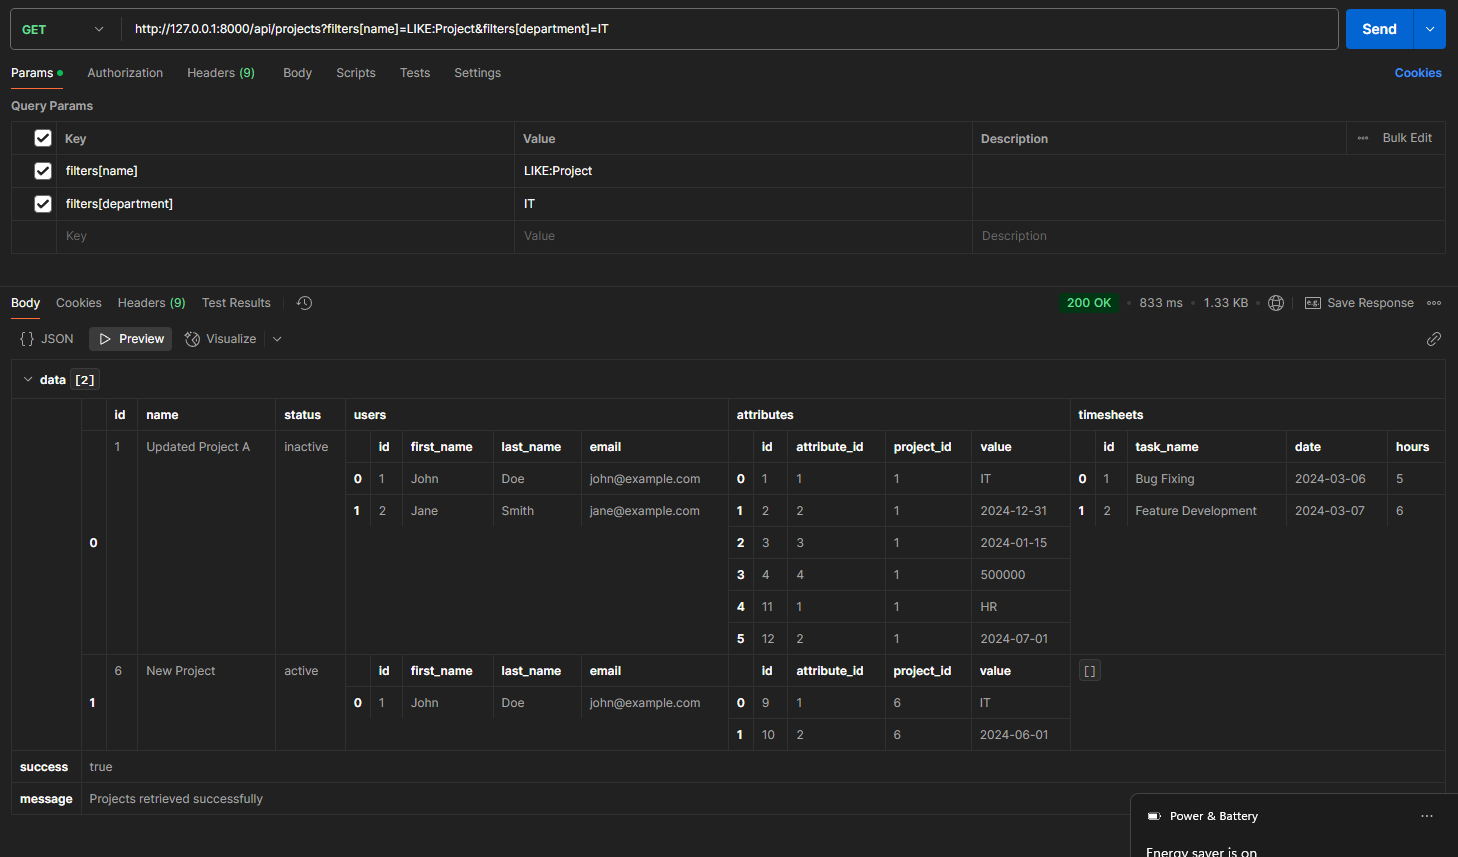 GET http://127.0.0.1:8000/api/projects?filters[name]=LIKE:Project&filters[department]=IT Send
Params Authorization Headers (9) Body Scripts Tests Settings Cookies
Query Params
Key Value Description Bulk Edit
filters[name] LIKE:Project
filters[department] IT
Key Value Description
Body Cookies Headers (9) Test Results 200 OK 833 ms 1.33 KB e.g. Save Response
{} JSON Preview Visualize
data [2]
id name status users attributes timesheets
1 Updated Project A inactive id first_name last_name email id attribute_id project_id value id task_name date hours
0 1 John Doe john@example.com 0 1 1 1 IT 0 1 Bug Fixing 2024-03-06 5
1 2 Jane Smith jane@example.com 1 2 2 1 2024-12-31 1 2 Feature Development 2024-03-07 6
0 2 3 3 1 2024-01-15
3 4 4 1 500000
4 11 1 1 HR
5 12 2 1 2024-07-01
6 New Project active id first_name last_name email id attribute_id project_id value []
1 0 1 John Doe john@example.com 0 9 1 6 IT
1 10 2 6 2024-06-01
success true
message Projects retrieved successfully
Power & Battery
Energy saver is on